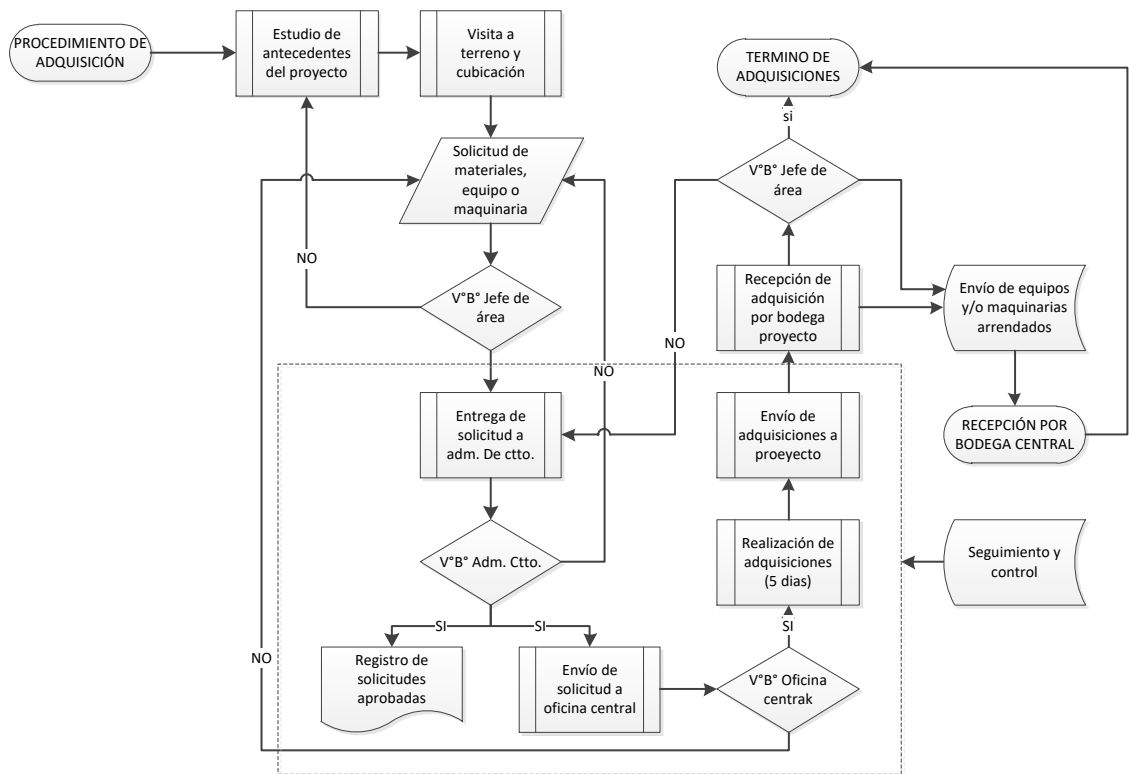 PROCEDIMIENTO DE
ADQUISICIÓN
Estudio de
antecedentes
del proyecto
Visita a
terreno y
cubicación
TERMINO DE
ADQUISICIONES
si
Solicitud de
materiales,
equipo o
maquinaria
V°B° Jefe de
área
NO
V°B° Jefe de
área
Recepción de
adquisición
por bodega
proyecto
Envío de equipos
y/o maquinarias
arrendados
NO
NO
Entrega de
solicitud a
adm. De ctto.
Envío de
adquisiciones a
proeyecto
RECEPCIÓN POR
BODEGA CENTRAL
V°B° Adm. Ctto.
Realización de
adquisiciones
(5 dias)
Seguimiento y
control
SI
SI
SI
NO
Registro de
solicitudes
aprobadas
Envío de
solicitud a
oficina central
V°B° Oficina
centrak